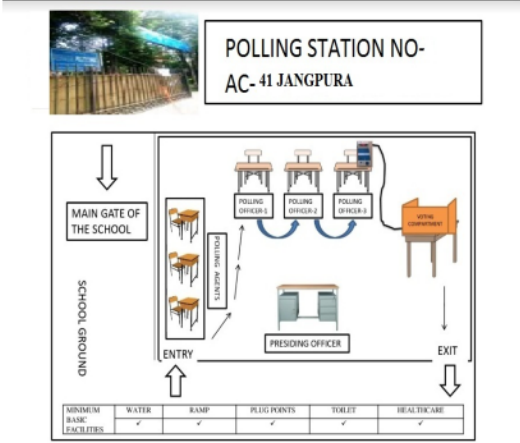 POLLING STATION NO-
AC- 41 JANGPURA
MAIN GATE OF
THE SCHOOL
SCHOOL GROUND
POLLING
OFFICER-1
POLLING
OFFICER-2
POLLING
OFFICER-3
VOTING
COMPARTMENT
POLLING AGENTS
PRESIDING OFFICER
ENTRY
EXIT
MINIMUM
BASIC
FACILITIES
WATER
RAMP
PLUG POINTS
TOILET
HEALTHCARE
✓ ✓ ✓ ✓ ✓